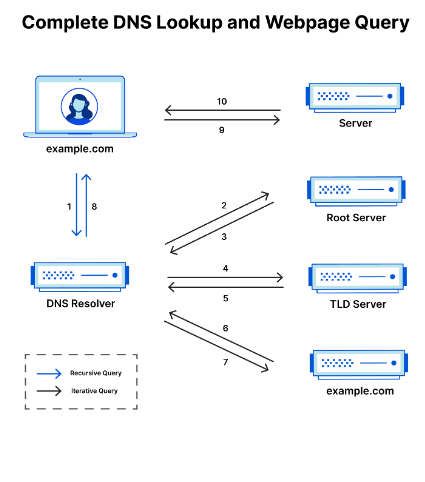 Complete DNS Lookup and Webpage Query
10
9
Server
example.com
1
8
2
3
Root Server
4
5
DNS Resolver
TLD Server
6
7
example.com
Recursive Query
Iterative Query